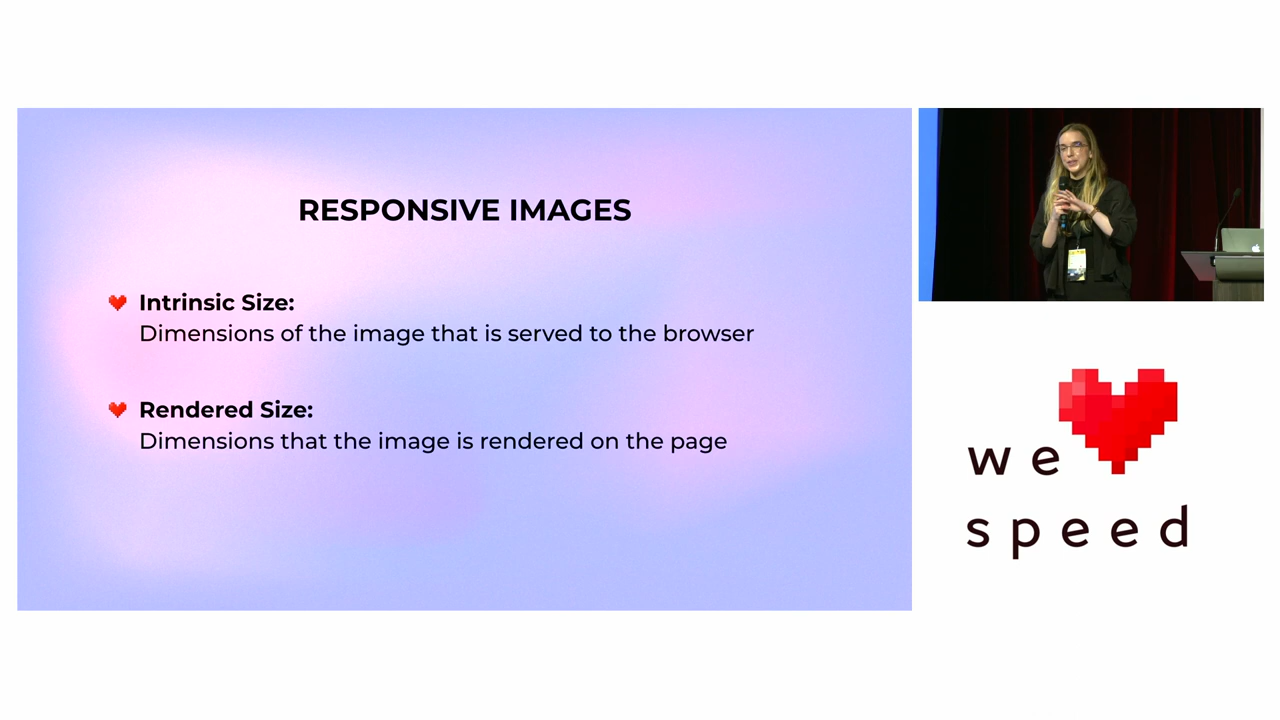 RESPONSIVE IMAGES
Intrinsic Size:
Dimensions of the image that is served to the browser
Rendered Size:
Dimensions that the image is rendered on the page
we
speed